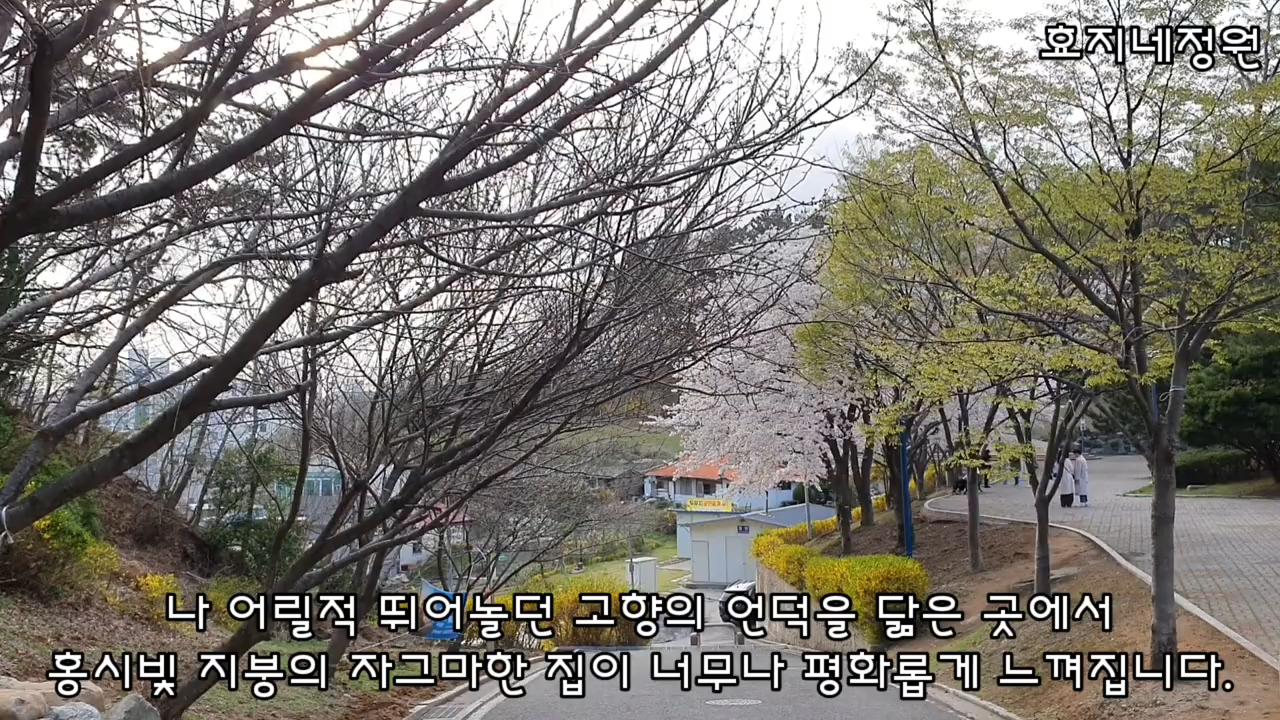 효지네정원
나 어릴적 뛰어놀던 고향의 언덕을 닮은 곳에서
홍시빛 지붕의 자그마한 집이 너무나 평화롭게 느껴집니다.